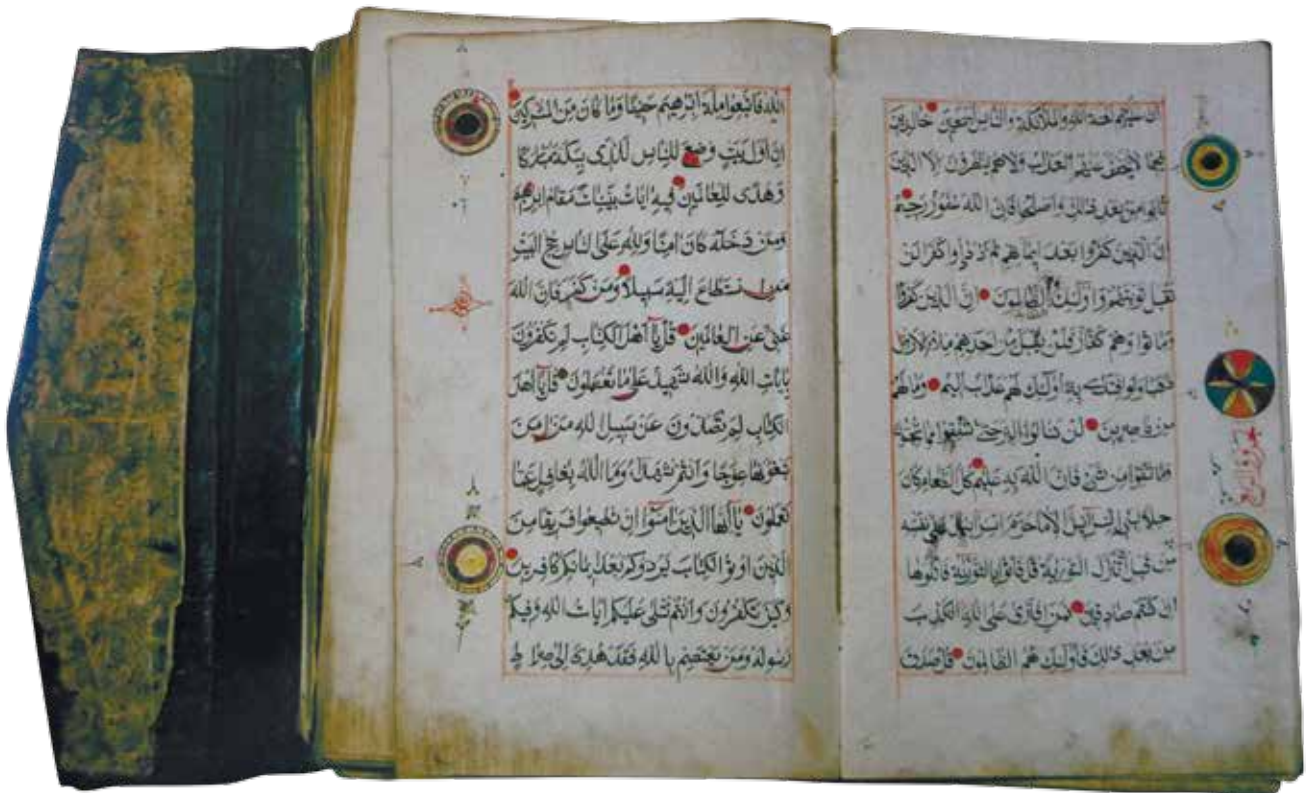 ان عليهم لعنة الله والملائكة والناس اجمعين خالدين
فيها لا يخفف عنهم العذاب ولا هم ينظرون الا الذين
تابوا من بعد ذلك واصلحوا فان الله غفور رحيم
ان الذين كفروا بعد ايمانهم ثم ازدادوا كفرا لن
تقبل توبتهم واوليك الظالمون ان الذين كفروا
وماتوا وهم كفار فلن يقبل من احدهم ملء الارض
ذهبا ولو افتدى به اوليك لهم عذاب اليم وما لهم
من ناصرين لن تنالوا البر حتى تنفقوا مما تحبون
وما تنفقوا من شيء فان الله به عليم كل الطعام كان
حلا لبني اسرائيل الا ما حرم اسرائيل على نفسه
من قبل ان تنزل التورية قل فاتوا بالتورية فاتلوها
ان كنتم صادقين فمن افترى على الله الكذب
من بعد ذلك فاوليك هم الظالمون قل صدق
الله فاتبعوا ملة ابرهيم حنيفا وما كان من المشركين
ان اول بيت وضع للناس للذي ببكة مباركا
وهدى للعالمين فيه ايات بينات مقام ابرهيم
ومن دخله كان امنا ولله على الناس حج البيت
من استطاع اليه سبيلا ومن كفر فان الله
غني عن العالمين قل يا اهل الكتاب لم تكفرون
بايات الله والله شهيد على ما تعملون قل يا اهل
الكتاب لم تصدون عن سبيل الله من امن
تبغونها عوجا وانتم شهداء وما الله بغافل عما
تعملون يا ايها الذين امنوا ان تطيعوا فريقا من
الذين اوتوا الكتاب يردوكم بعد ايمانكم كافرين
وكيف تكفرون وانتم تتلى عليكم ايات الله وفيكم
رسوله ومن يعتصم بالله فقد هدى الى صراط